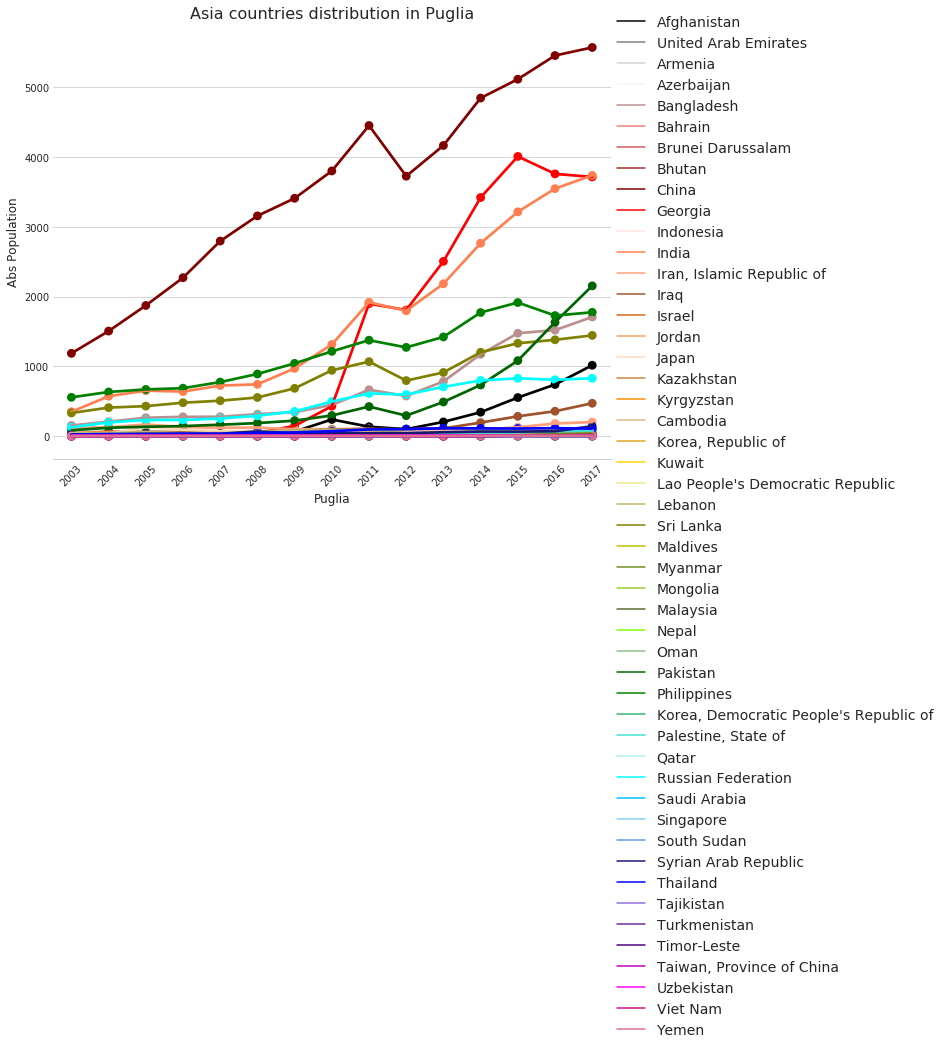 Asia countries distribution in Puglia
Abs Population
5000
4000
3000
2000
1000
0
2003
2004
2005
2006
2007
2008
2009
2010
2011
2012
2013
2014
2015
2016
2017
Puglia
Afghanistan
United Arab Emirates
Armenia
Azerbaijan
Bangladesh
Bahrain
Brunei Darussalam
Bhutan
China
Georgia
Indonesia
India
Iran, Islamic Republic of
Iraq
Israel
Jordan
Japan
Kazakhstan
Kyrgyzstan
Cambodia
Korea, Republic of
Kuwait
Lao People's Democratic Republic
Lebanon
Sri Lanka
Maldives
Myanmar
Mongolia
Malaysia
Nepal
Oman
Pakistan
Philippines
Korea, Democratic People's Republic of
Palestine, State of
Qatar
Russian Federation
Saudi Arabia
Singapore
South Sudan
Syrian Arab Republic
Thailand
Tajikistan
Turkmenistan
Timor-Leste
Taiwan, Province of China
Uzbekistan
Viet Nam
Yemen